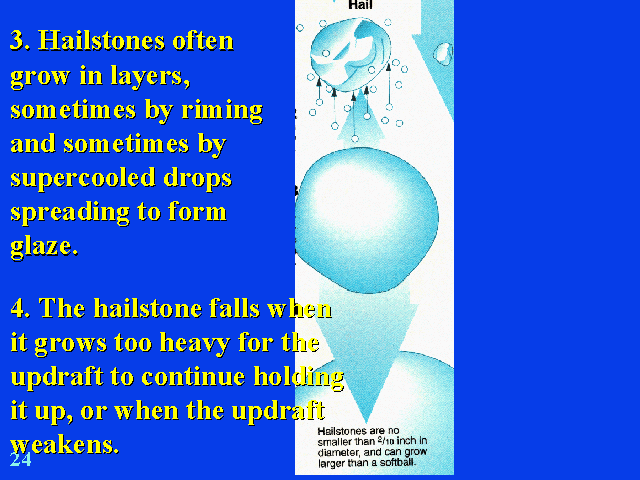 3. Hailstones often
grow in layers,
sometimes by riming
and sometimes by
supercooled drops
spreading to form
glaze.
4. The hailstone falls when
it grows too heavy for the
updraft to continue holding
it up, or when the updraft
weakens.
24
Hail
Hailstones are no
smaller than 2/10 inch in
diameter, and can grow
larger than a softball.